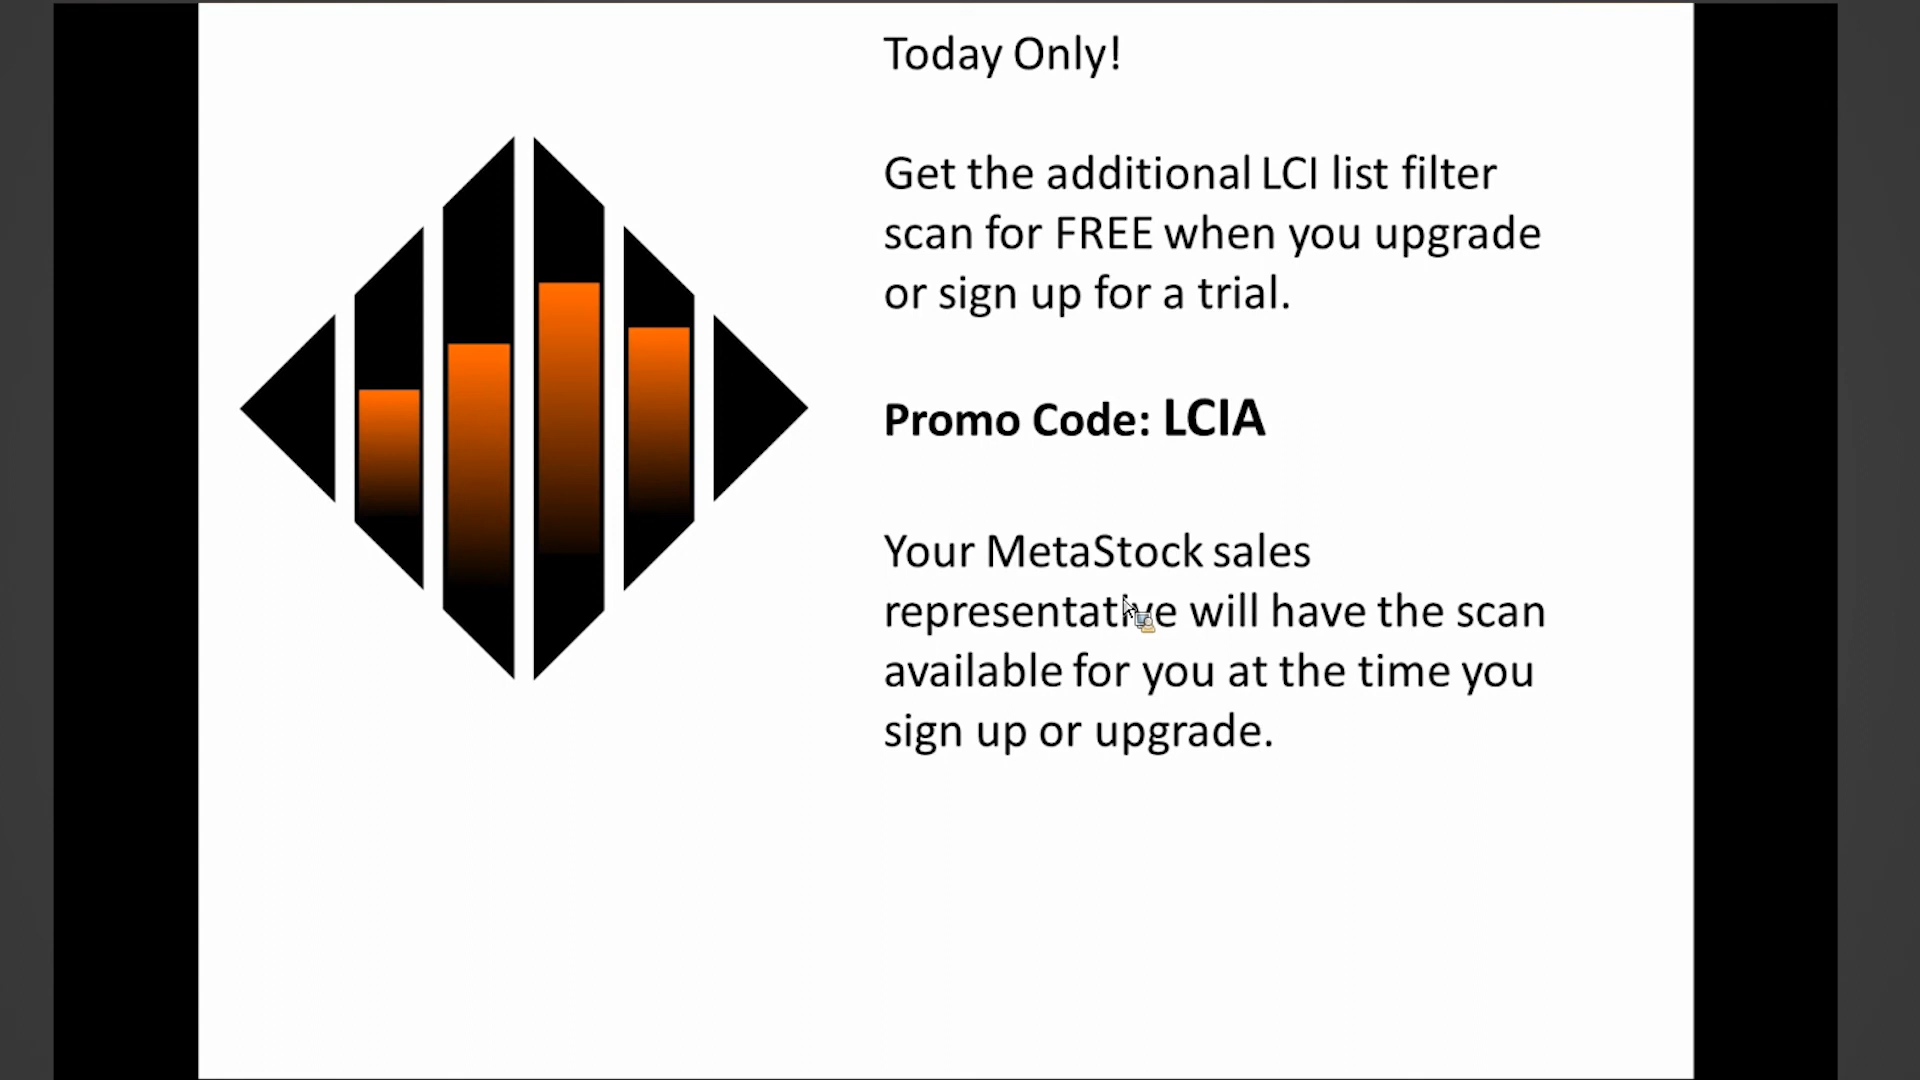 Today Only!
Get the additional LCI list filter
scan for FREE when you upgrade
or sign up for a trial.
Promo Code: LCIA
Your MetaStock sales
representative will have the scan
available for you at the time you
sign up or upgrade.